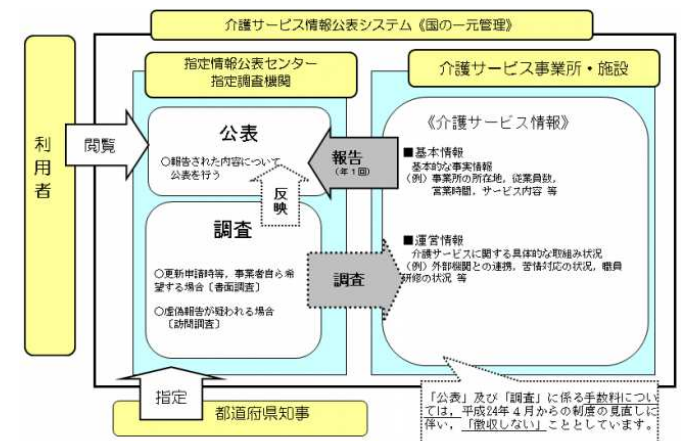 介護サービス情報公表システム《国の一元管理》
指定情報公表センター
指定調査機関
介護サービス事業所・施設
利用者
閲覧
公表
○報告された内容について
公表を行う
報告
(年1回)
反映
調査
○更新申請時等，事業者自ら希
望する場合〔書面調査〕
○虚偽報告が疑われる場合
〔訪問調査〕
調査
《介護サービス情報》
■基本情報
基本的な事実情報
(例) 事業所の所在地，従業員数，
営業時間，サービス内容 等
■運営情報
介護サービスに関する具体的な取組み状況
(例) 外部機関との連携，苦情対応の状況，職員
研修の状況 等
指定
都道府県知事
「公表」及び「調査」に係る手数料につい
ては，平成24年４月からの制度の見直しに
伴い，「徴収しない」こととしています。